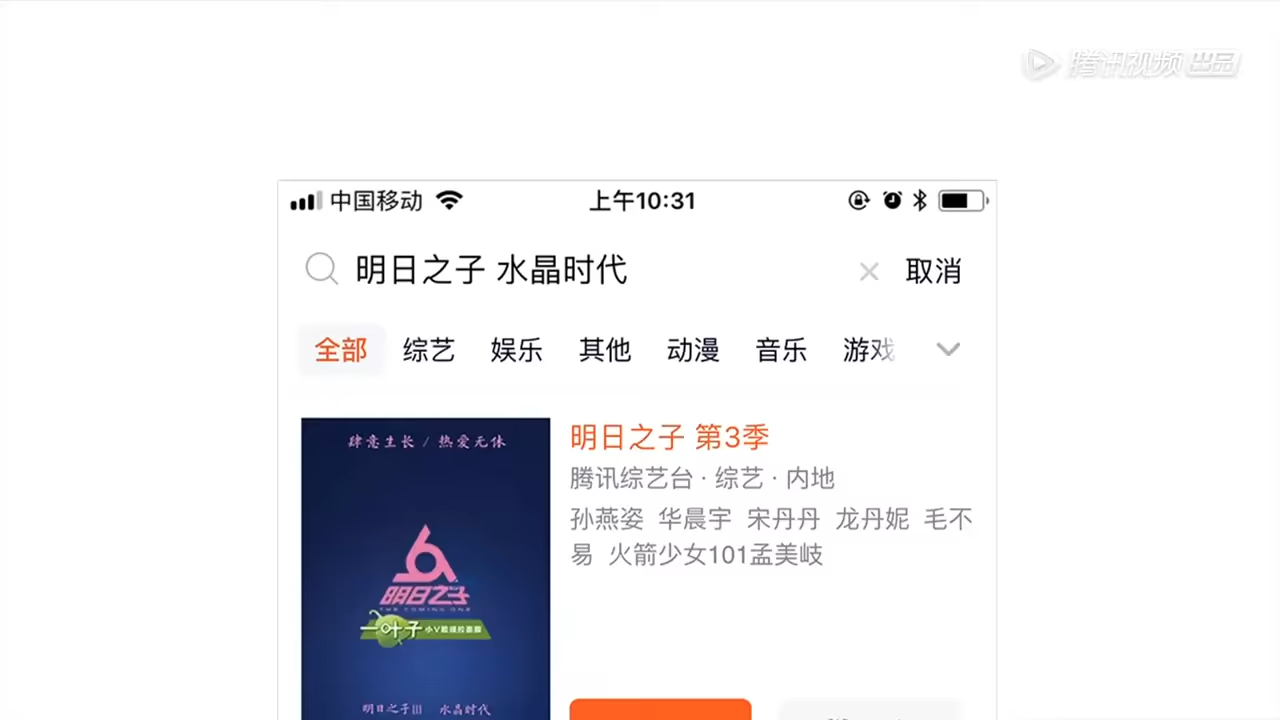 腾讯视频 出品
中国移动 上午10:31
明日之子 水晶时代 取消
全部 综艺 娱乐 其他 动漫 音乐 游戏
肆意生长 / 热爱无休
明日之子 第3季
腾讯综艺台 · 综艺 · 内地
孙燕姿 华晨宇 宋丹丹 龙丹妮 毛不
易 火箭少女101孟美岐
明日之子
THE COMING ONE
一叶子
明日之子III 水晶时代